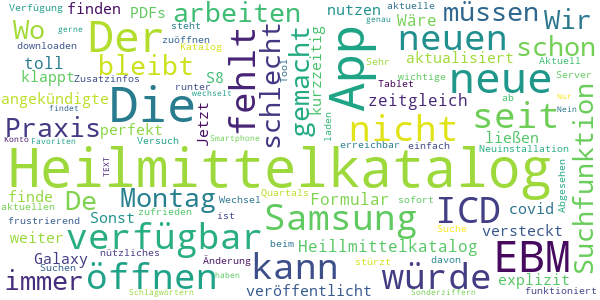 Verfügung finden PDFs arbeiten nutzen Wäre genau aktuelle Wir
steht gerne müssen
downloaden Wo zuöffnen Der Katalog Sehr aktualisiert schon
toll bleibt Zusatzinfos App neuen Aktuell
klappt runter S8 fehlt schlecht gemacht kurzzeitig Tool Tablet wichtige Server
angekündigte wechselt Die Jetzt zeitgleich neue ab Nur Nein
findet seit
Praxis perfekt nicht ließen Suchfunktion
Konto Favoriten Versuch Smartphone laden erreichbar einfach Neuinstallation
TEXT Heilmittelkatalog Abgesehen
finde De Montag Wechsel Quartals Formular sofort ICD covid
aktuellen Sonst zufrieden Samsung Suche versteckt
frustrierend verfügbar ist Heillmittelkatalog
weiter nützliches beim davon EBM
Galaxy Änderung kann würde explizit
immer Suchen öffnen haben veröffentlicht stürzt funktioniert
Schlagwörtern Sonderziffern